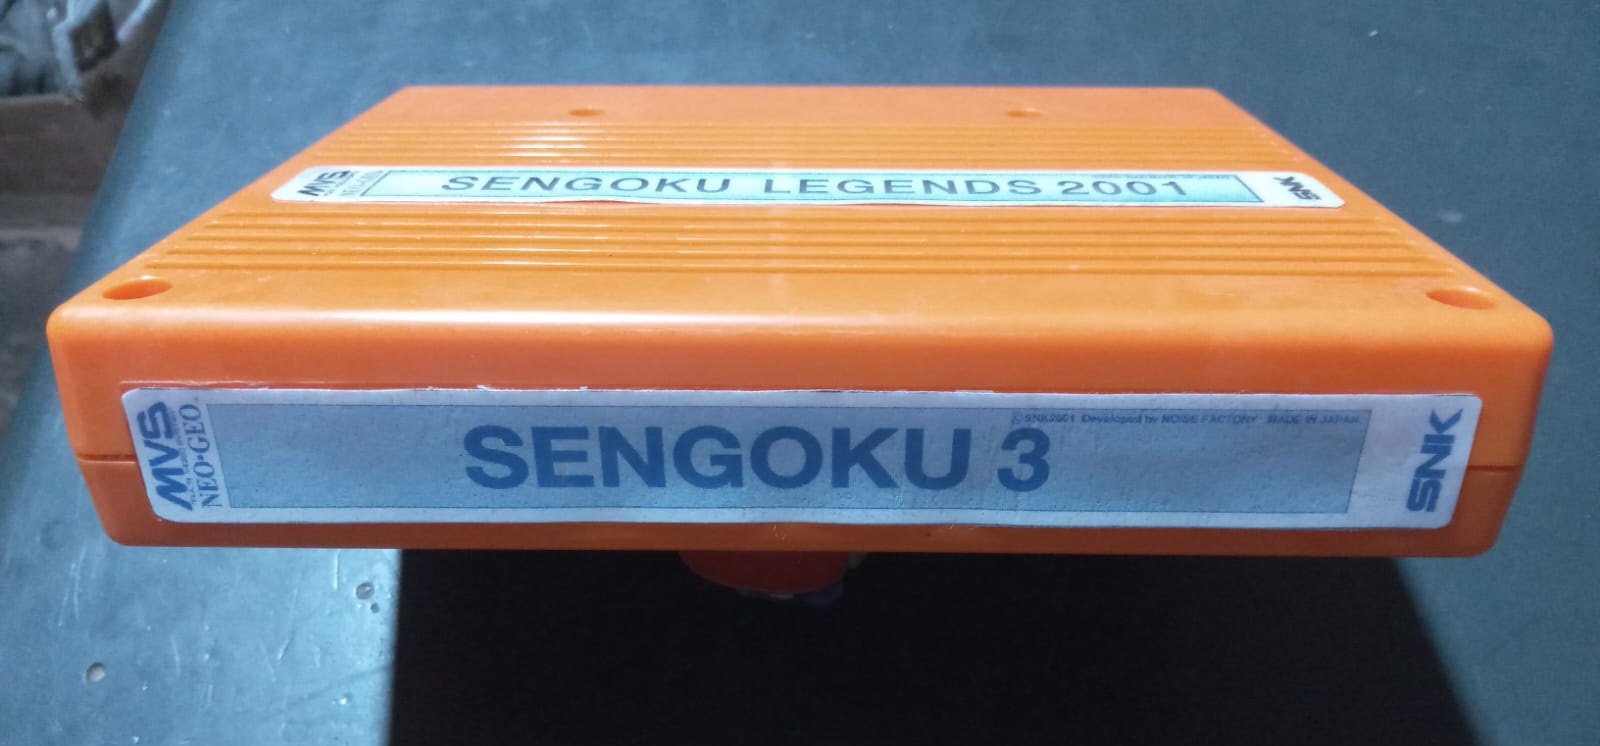 MVS
SENGOKU LEGENDS 2001
SNK
MVS
NEO•GEO
©SNK2001 Developed by NOISE FACTORY MADE IN JAPAN
SENGOKU 3
SNK